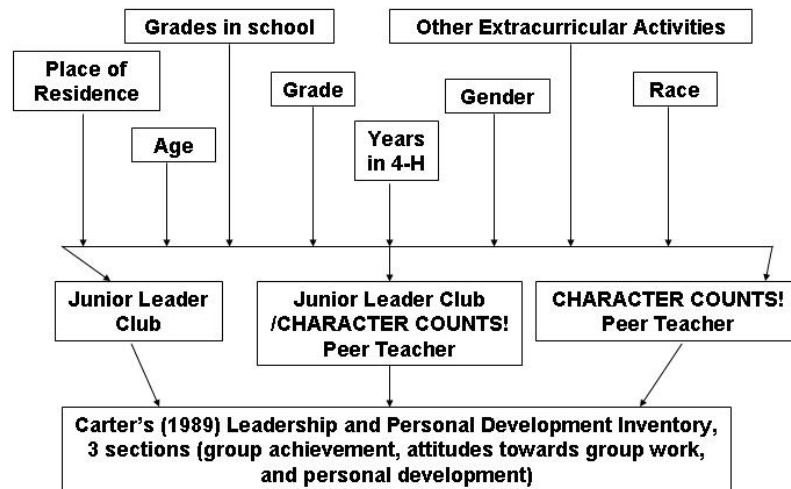 Grades in school
Other Extracurricular Activities
Place of
Residence
Grade
Gender
Race
Age
Years
in 4-H
Junior Leader
Club
Junior Leader Club
/CHARACTER COUNTS!
Peer Teacher
CHARACTER COUNTS!
Peer Teacher
Carter's (1989) Leadership and Personal Development Inventory,
3 sections (group achievement, attitudes towards group work,
and personal development)